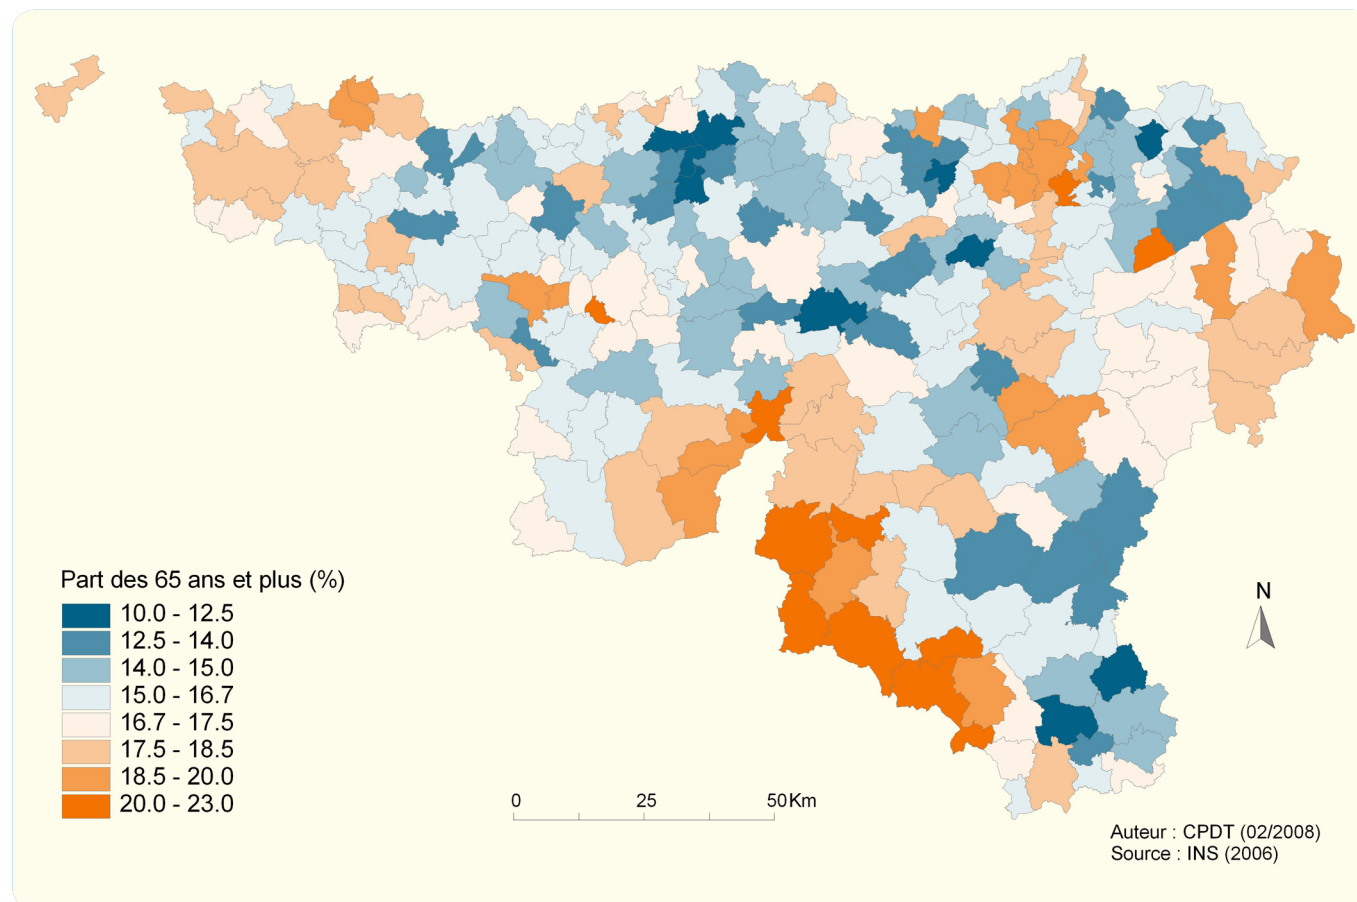 Part des 65 ans et plus (%)
10.0 - 12.5
12.5 - 14.0
14.0 - 15.0
15.0 - 16.7
16.7 - 17.5
17.5 - 18.5
18.5 - 20.0
20.0 - 23.0
0 25 50Km
N
Auteur : CPDT (02/2008)
Source : INS (2006)